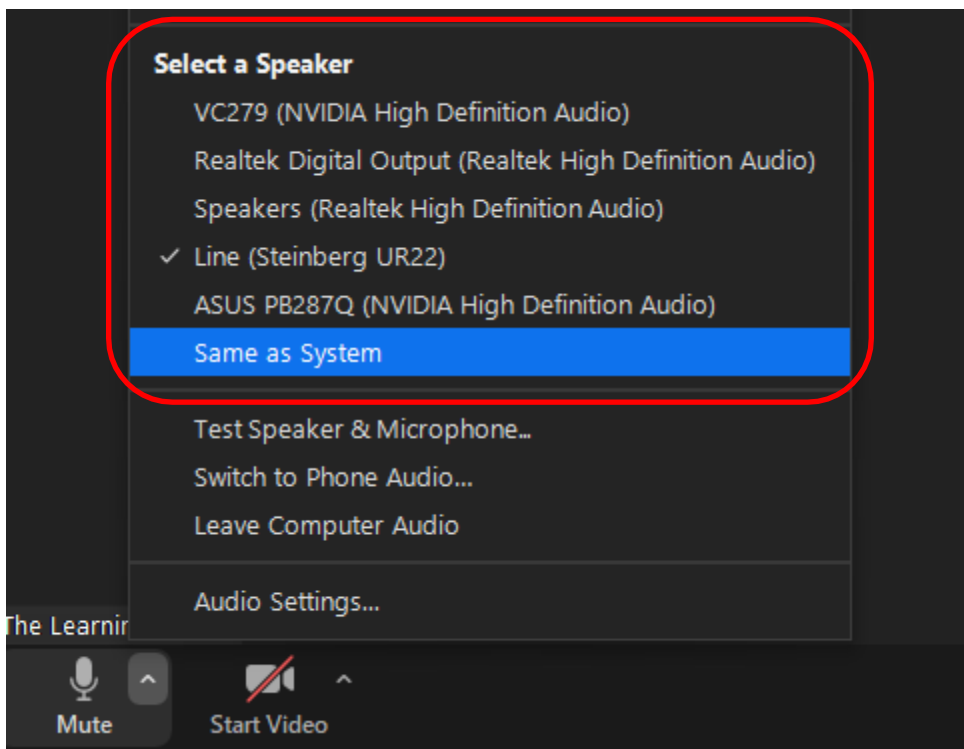 Select a Speaker
VC279 (NVIDIA High Definition Audio)
Realtek Digital Output (Realtek High Definition Audio)
Speakers (Realtek High Definition Audio)
Line (Steinberg UR22)
ASUS PB287Q (NVIDIA High Definition Audio)
Same as System
Test Speaker & Microphone...
Switch to Phone Audio...
Leave Computer Audio
Audio Settings...
The Learnin
Mute
Start Video